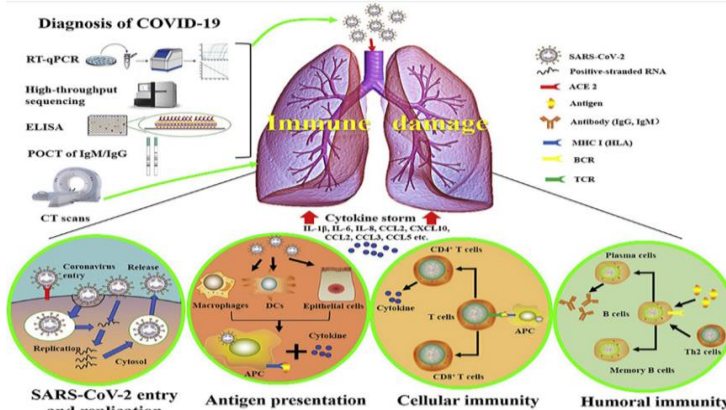 Diagnosis of COVID-19
RT-qPCR
High-throughput
sequencing
ELISA
POCT of IgM/IgG
CT scans
Immune damage
SARS-CoV-2
Positive-stranded RNA
ACE 2
Antigen
Antibody (IgG, IgM)
MHC I (HLA)
BCR
TCR
Cytokine storm
IL-1β, IL-6, IL-8, CCL2, CXCL10,
CCL2, CCL3, CCL5 etc.
Coronavirus
entry
Release
Replication
Cytosol
SARS-CoV-2 entry
and replication
Macrophages
DCs
Epithelial cells
Cytokine
APC
Antigen presentation
CD4⁺ T cells
Cytokine
T cells
APC
CD8⁺ T cells
Cellular immunity
Plasma cells
B cells
Th2 cells
Memory B cells
Humoral immunity